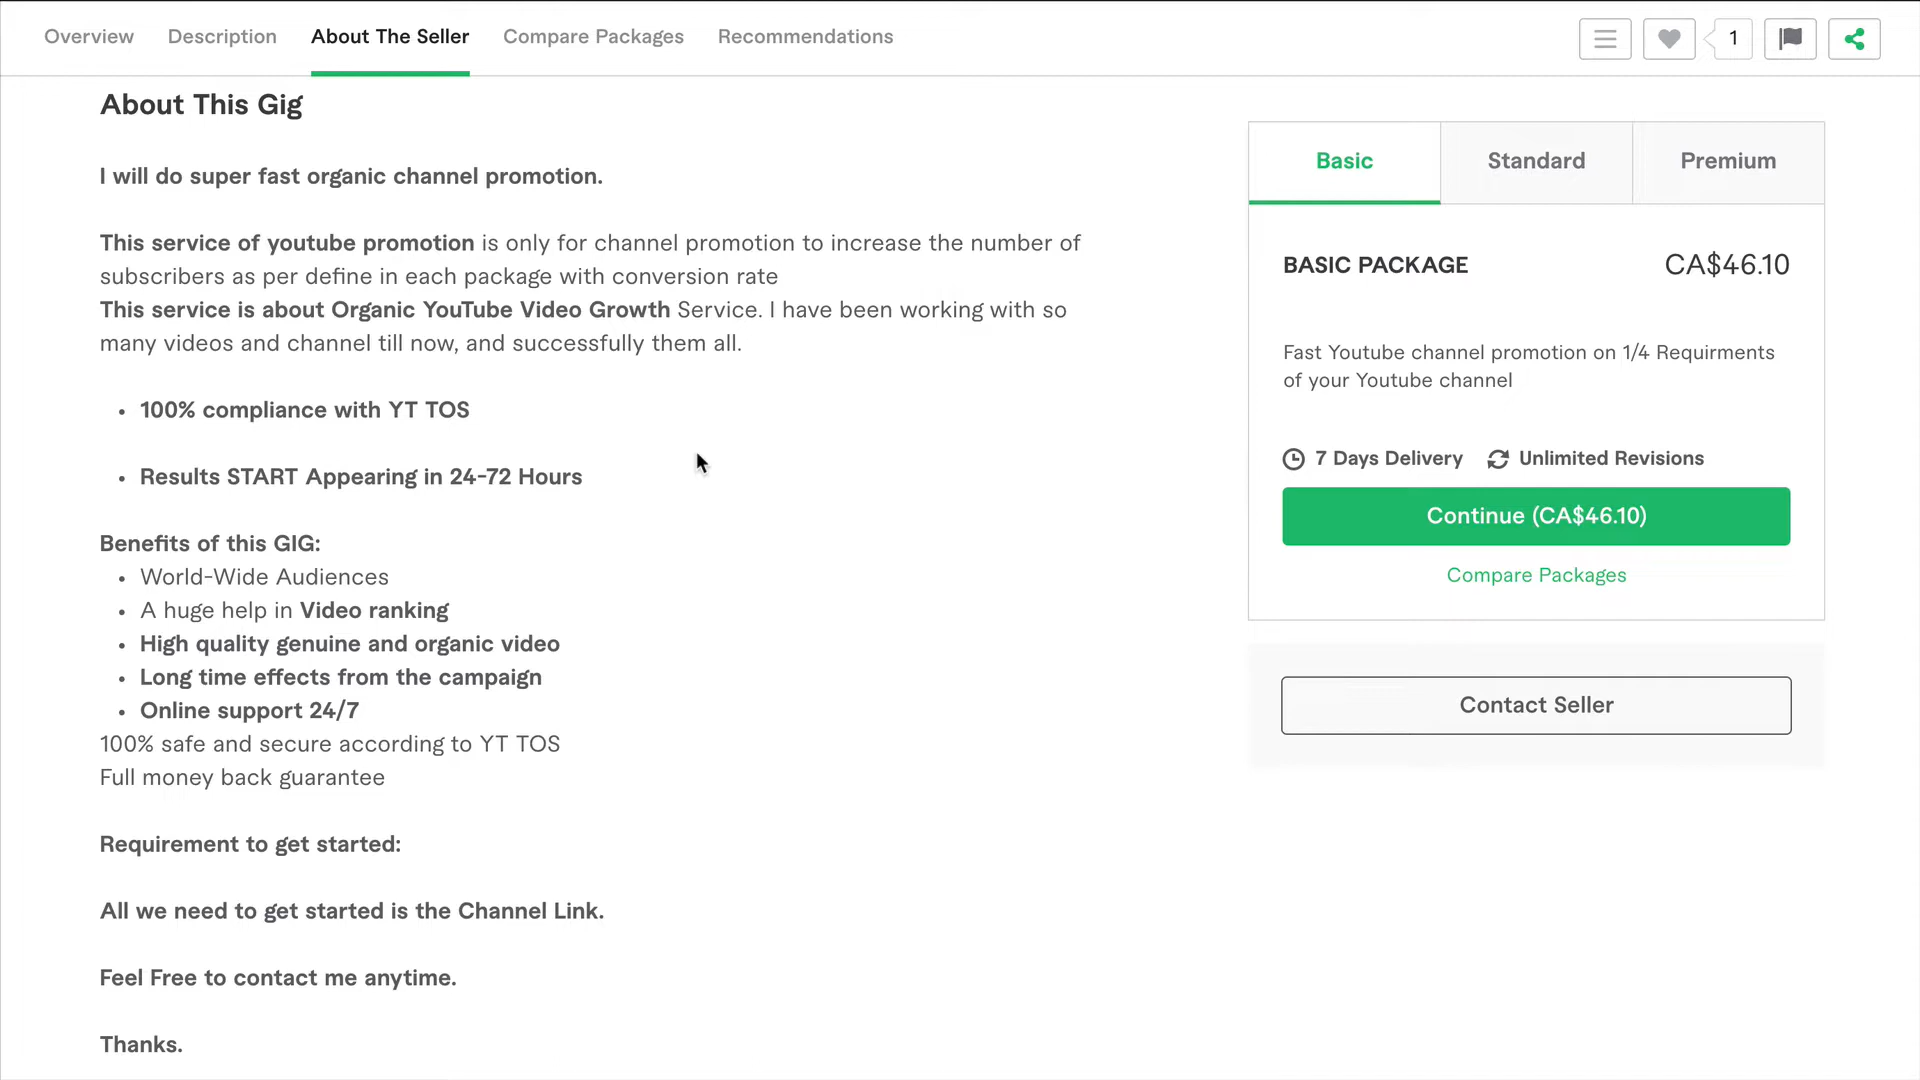 Overview Description About The Seller Compare Packages Recommendations 1
About This Gig
I will do super fast organic channel promotion.
This service of youtube promotion is only for channel promotion to increase the number of
subscribers as per define in each package with conversion rate
This service is about Organic YouTube Video Growth Service. I have been working with so
many videos and channel till now, and successfully them all.
• 100% compliance with YT TOS
• Results START Appearing in 24-72 Hours
Benefits of this GIG:
• World-Wide Audiences
• A huge help in Video ranking
• High quality genuine and organic video
• Long time effects from the campaign
• Online support 24/7
100% safe and secure according to YT TOS
Full money back guarantee
Requirement to get started:
All we need to get started is the Channel Link.
Feel Free to contact me anytime.
Thanks.
Basic Standard Premium
BASIC PACKAGE CA$46.10
Fast Youtube channel promotion on 1/4 Requirments
of your Youtube channel
7 Days Delivery Unlimited Revisions
Continue (CA$46.10)
Compare Packages
Contact Seller